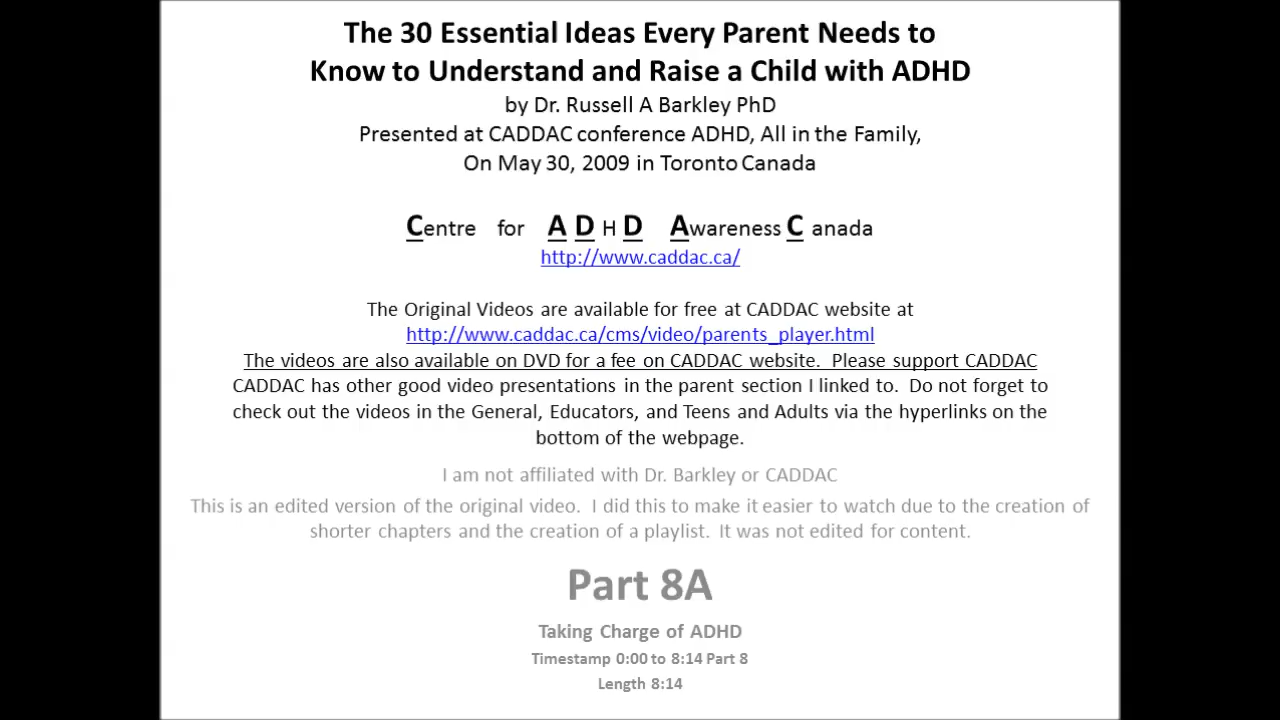 The 30 Essential Ideas Every Parent Needs to
Know to Understand and Raise a Child with ADHD
by Dr. Russell A Barkley PhD
Presented at CADDAC conference ADHD, All in the Family,
On May 30, 2009 in Toronto Canada
Centre for A D H D Awareness C anada
http://www.caddac.ca/
The Original Videos are available for free at CADDAC website at
http://www.caddac.ca/cms/video/parents_player.html
The videos are also available on DVD for a fee on CADDAC website. Please support CADDAC
CADDAC has other good video presentations in the parent section I linked to. Do not forget to
check out the videos in the General, Educators, and Teens and Adults via the hyperlinks on the
bottom of the webpage.
I am not affiliated with Dr. Barkley or CADDAC
This is an edited version of the original video. I did this to make it easier to watch due to the creation of
shorter chapters and the creation of a playlist. It was not edited for content.
Part 8A
Taking Charge of ADHD
Timestamp 0:00 to 8:14 Part 8
Length 8:14